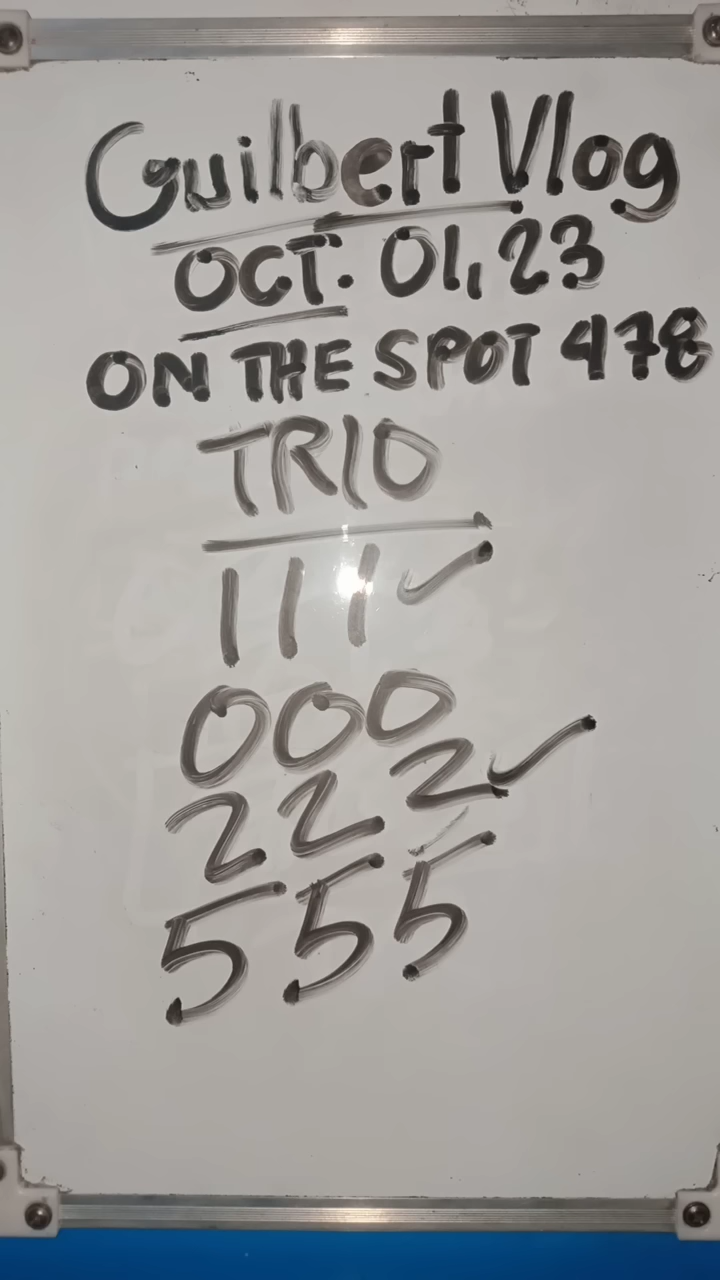 Guilbert Vlog
OCT. 01, 23
ON THE SPOT 478
TRIO
111 ✓
000
222 ✓
555